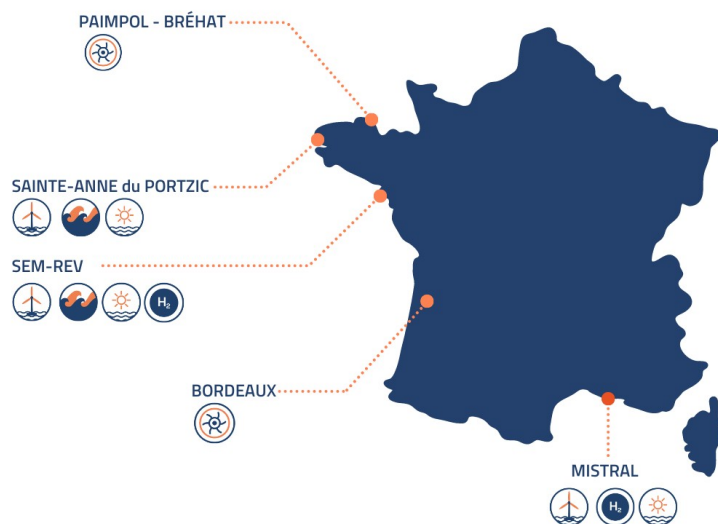 PAIMPOL - BRÉHAT
SAINTE-ANNE du PORTZIC
SEM-REV
H₂
BORDEAUX
MISTRAL
H₂